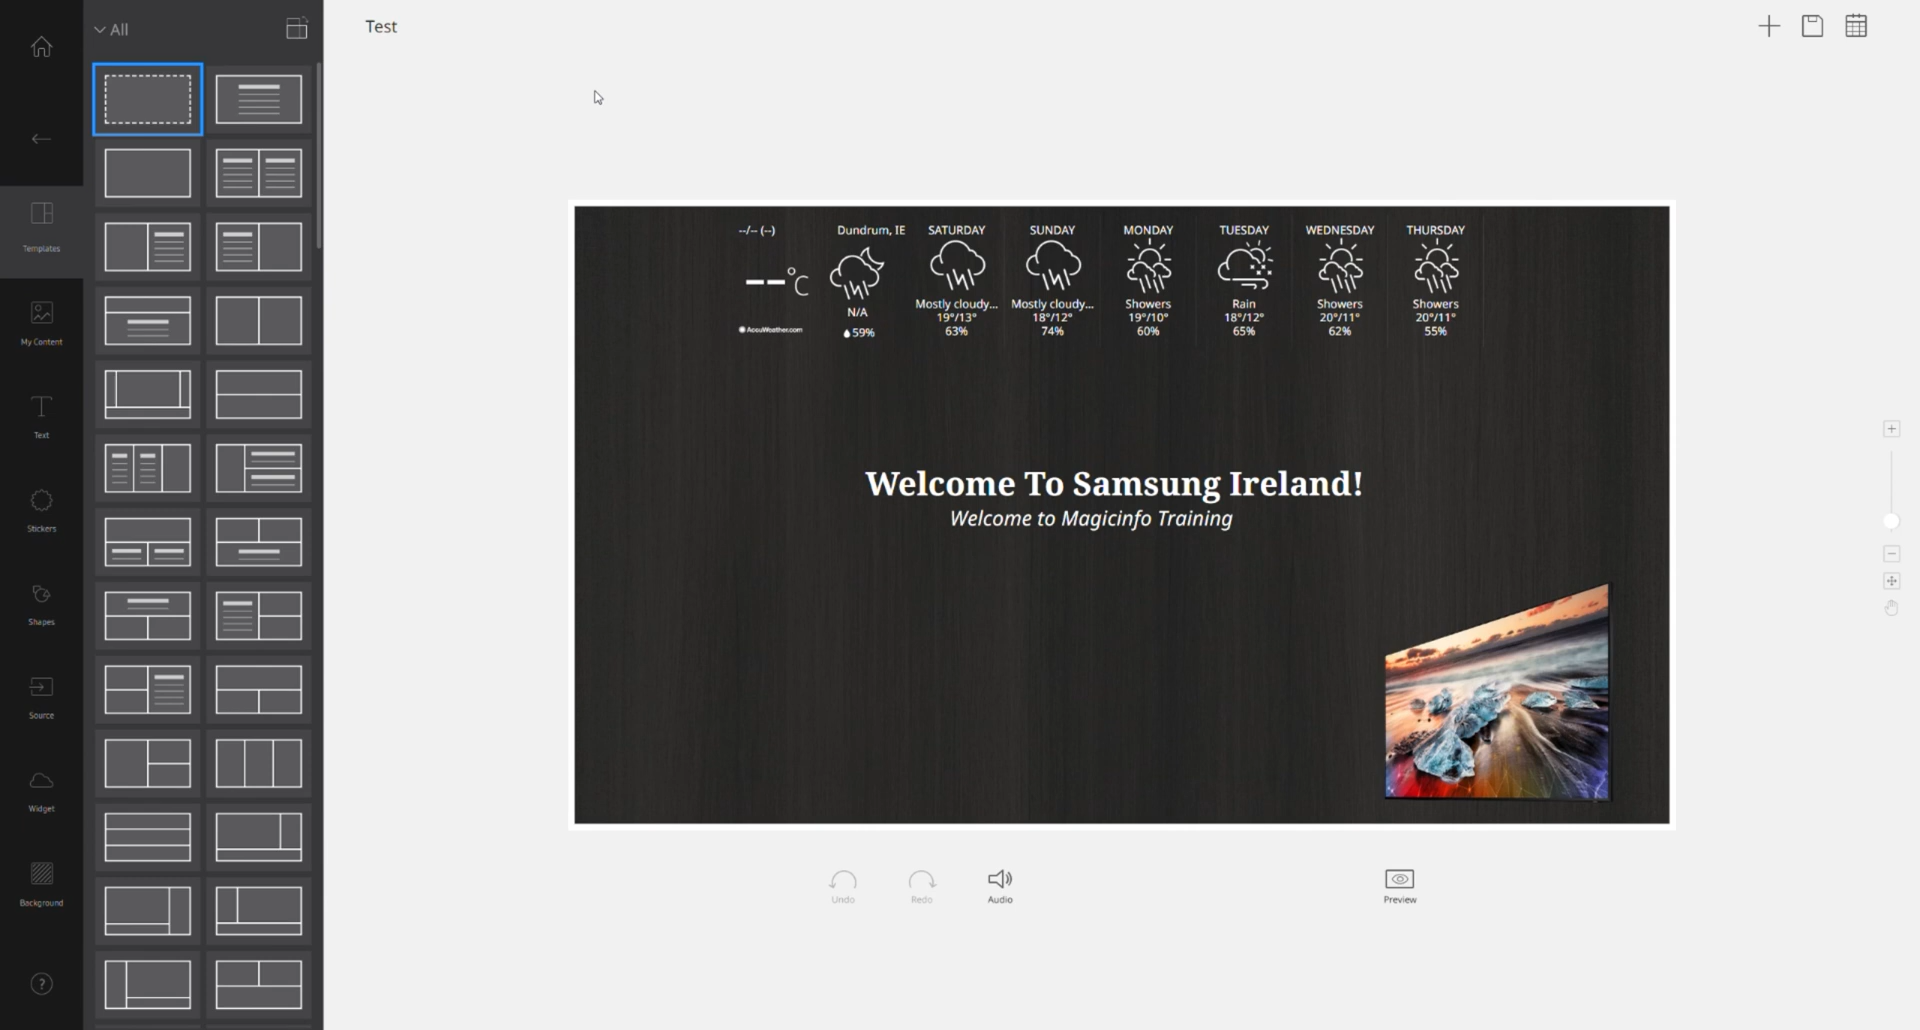 All
Test
Templates
My Content
Text
Stickers
Shapes
Source
Widget
Background
?
--/-- (--)
Dundrum, IE
SATURDAY
SUNDAY
MONDAY
TUESDAY
WEDNESDAY
THURSDAY
--°C
N/A
Mostly cloudy...
Mostly cloudy...
Showers
Rain
Showers
Showers
19°/13°
18°/12°
19°/10°
18°/12°
20°/11°
20°/11°
AccuWeather.com
59%
63%
74%
60%
65%
62%
55%
Welcome To Samsung Ireland!
Welcome to Magicinfo Training
Undo
Redo
Audio
Preview